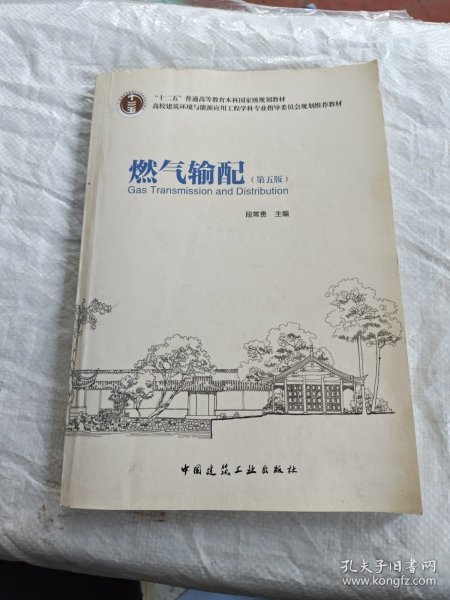 十二五
“十二五”普通高等教育本科国家级规划教材
高校建筑环境与能源应用工程学科专业指导委员会规划推荐教材
燃气输配（第五版）
Gas Transmission and Distribution
段常贵 主编
中国建筑工业出版社
孔夫子旧书网
www.kongfz.com